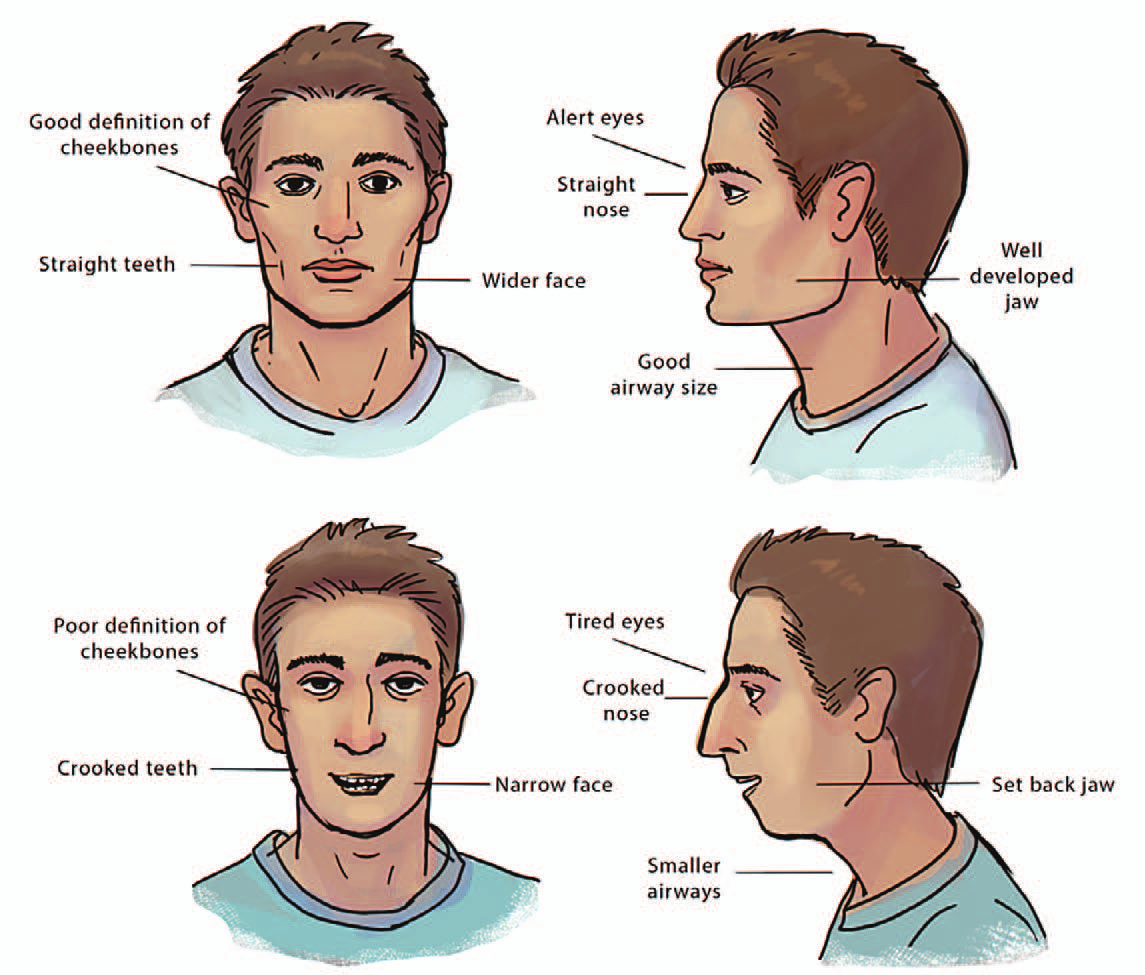 Good definition of
cheekbones
Straight teeth
Wider face
Alert eyes
Straight
nose
Well
developed
jaw
Good
airway size
Poor definition of
cheekbones
Crooked teeth
Narrow face
Tired eyes
Crooked
nose
Set back jaw
Smaller
airways